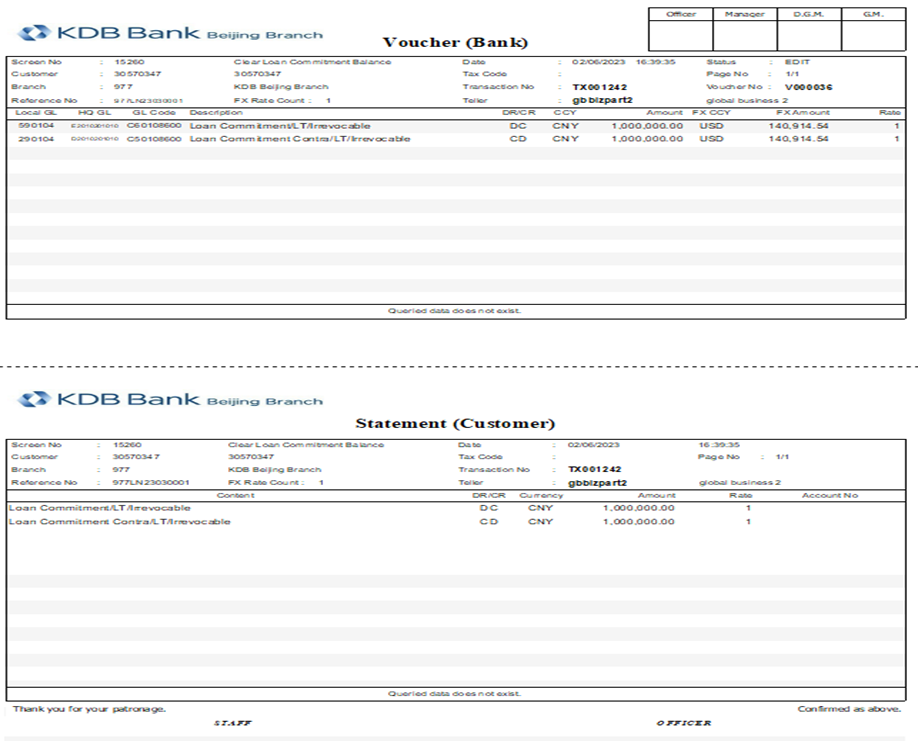 Officer Manager D.G.M. G.M.
KDB Bank Beijing Branch
Voucher (Bank)
Screen No : 15260 Clear Loan Commitment Balance Date : 02/06/2023 16:39:35 Status : EDIT
Customer : 30570347 30570347 Tax Code : Page No : 1/1
Branch : 977 KDB Beijing Branch Transaction No : TX001242 Voucher No : V000036
Reference No : 977LN23030001 FX Rate Count : 1 Teller : gbbizpart2 global business 2
Local GL HQ GL GL Code Description DR/CR CCY Amount FX CCY FX Amount Rate
590104 C60108600 Loan Commitment/LT/Irrevocable DC CNY 1,000,000.00 USD 140,914.54 1
290104 C50108600 Loan Commitment Contra/LT/Irrevocable CD CNY 1,000,000.00 USD 140,914.54 1
Queried data does not exist.
KDB Bank Beijing Branch
Statement (Customer)
Screen No : 15260 Clear Loan Commitment Balance Date : 02/06/2023 16:39:35
Customer : 30570347 30570347 Tax Code : Page No : 1/1
Branch : 977 KDB Beijing Branch Transaction No : TX001242
Reference No : 977LN23030001 FX Rate Count : 1 Teller : gbbizpart2 global business 2
Content DR/CR Currency Amount Rate Account No
Loan Commitment/LT/Irrevocable DC CNY 1,000,000.00 1
Loan Commitment Contra/LT/Irrevocable CD CNY 1,000,000.00 1
Queried data does not exist.
Thank you for your patronage. Confirmed as above.
STAFF OFFICER